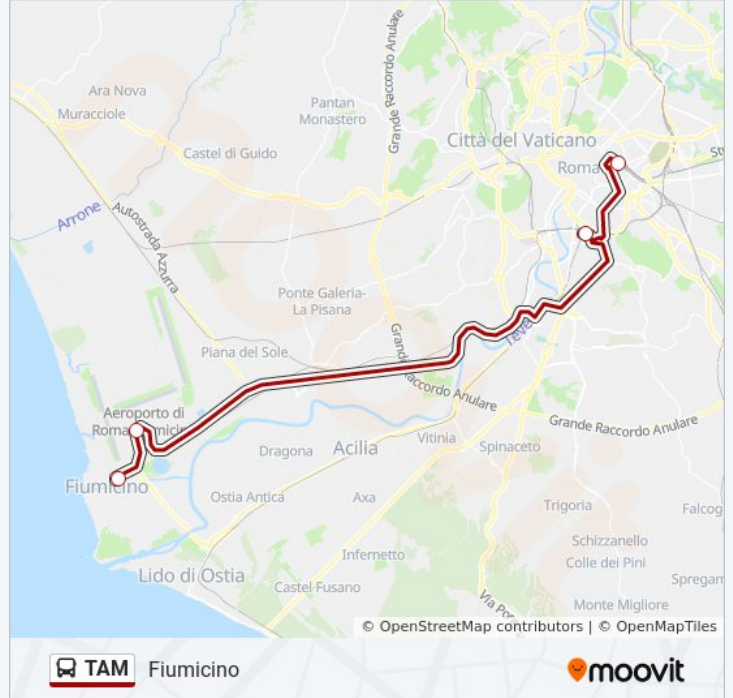 Grande Raccordo Anulare
Ara Nova
Muracciole
Pantan
Monastero
Castel di Guido
Città del Vaticano
Roma
Arrone
Autostrada Azzurra
Ponte Galeria-
La Pisana
Piana del Sole
Grande Raccordo Anulare
Aeroporto di
Grande Raccordo Anulare
Vitinia
Acilia
Dragona
Spinaceto
Fiumicino
Ostia Antica
Axa
Trigoria
Falcog
Schizzanello
Colle dei Pini
Infernetto
Lido di Ostia
Castel Fusano
Spregam
Monte Migliore
© OpenStreetMap contributors | © OpenMapTiles
TAM Fiumicino
moovit